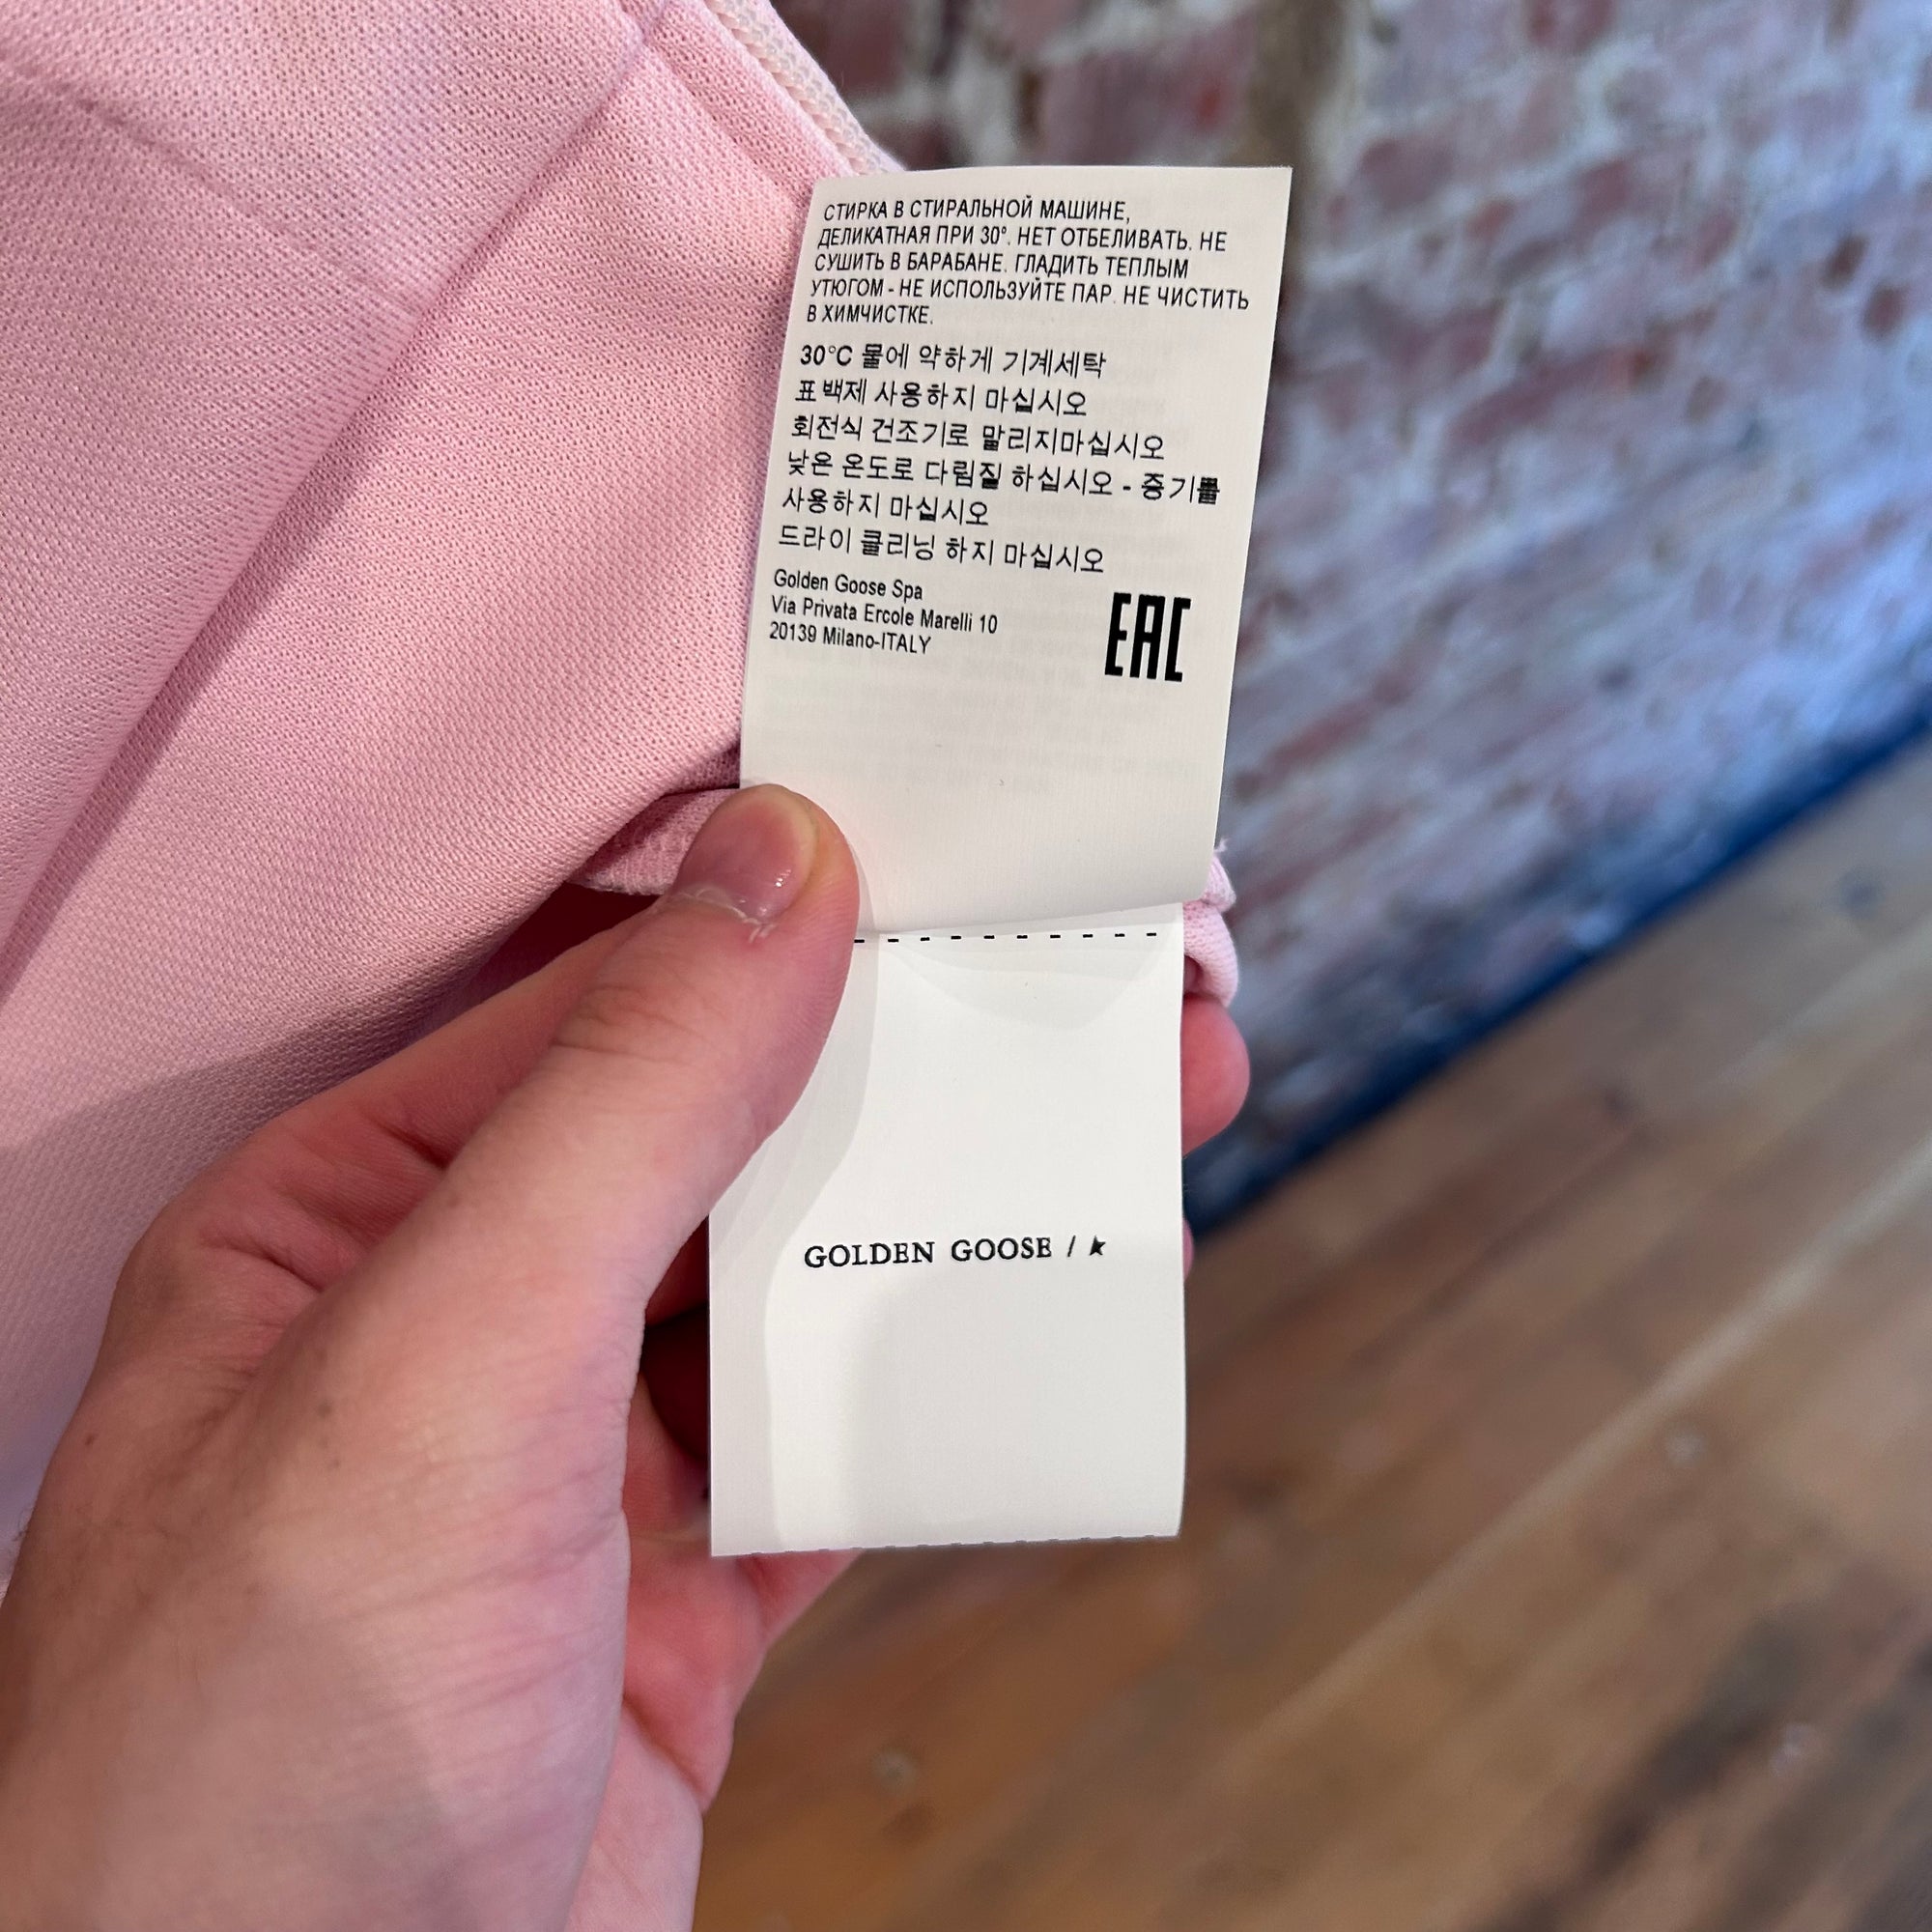 СТИРКА В СТИРАЛЬНОЙ МАШИНЕ,
ДЕЛИКАТНАЯ ПРИ 30°. НЕТ ОТБЕЛИВАТЬ. НЕ
СУШИТЬ В БАРАБАНЕ. ГЛАДИТЬ ТЕПЛЫМ
УТЮГОМ - НЕ ИСПОЛЬЗУЙТЕ ПАР. НЕ ЧИСТИТЬ
В ХИМЧИСТКЕ.
30°C 물에 약하게 기계세탁
표백제 사용하지 마십시오
회전식 건조기로 말리지마십시오
낮은 온도로 다림질 하십시오 - 증기를
사용하지 마십시오
드라이 클리닝 하지 마십시오
Golden Goose Spa
Via Privata Ercole Marelli 10
20139 Milano-ITALY
EAC
GOLDEN GOOSE / ★